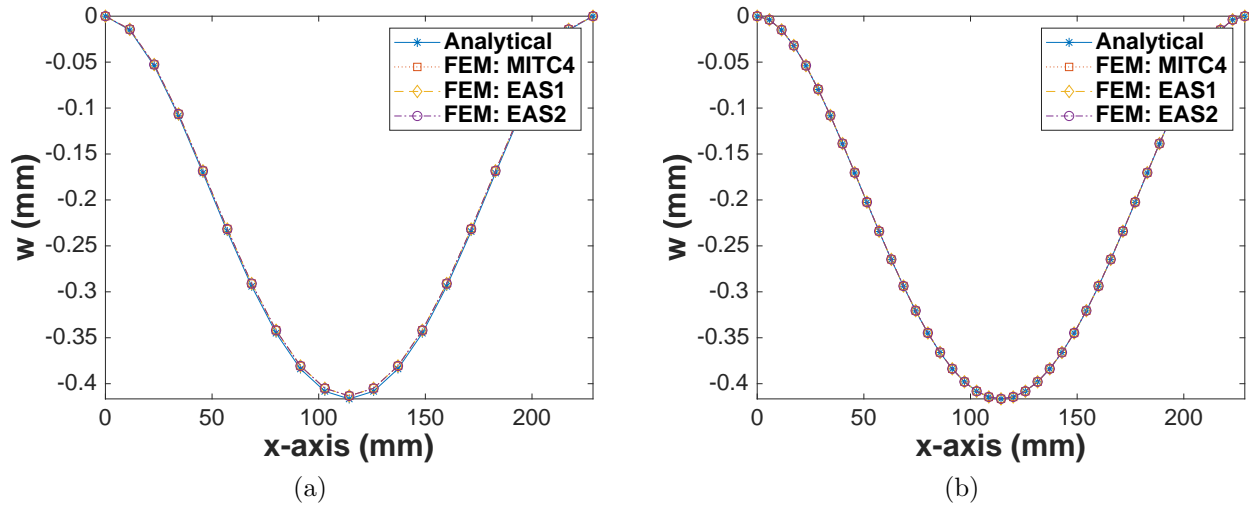 0
-0.05
-0.1
-0.15
-0.2
-0.25
-0.3
-0.35
-0.4
w (mm)
Analytical
FEM: MITC4
FEM: EAS1
FEM: EAS2
0 50 100 150 200
x-axis (mm)
(a)
0
-0.05
-0.1
-0.15
-0.2
-0.25
-0.3
-0.35
-0.4
w (mm)
Analytical
FEM: MITC4
FEM: EAS1
FEM: EAS2
0 50 100 150 200
x-axis (mm)
(b)